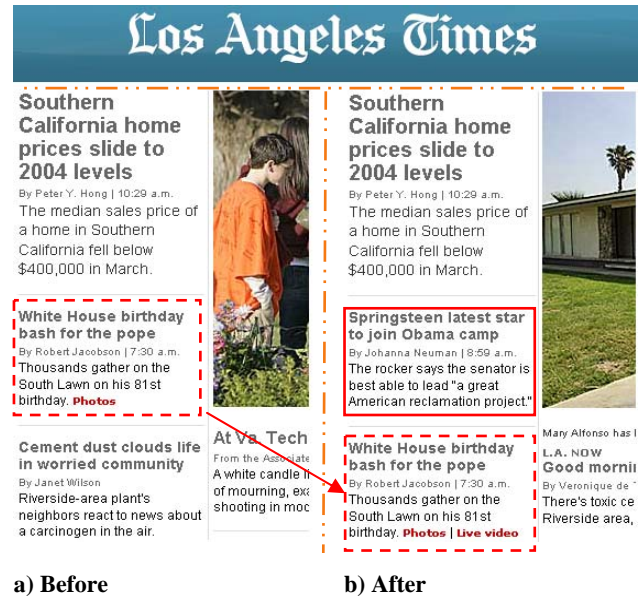 Los Angeles Times
Southern
California home
prices slide to
2004 levels
By Peter Y. Hong | 10:29 a.m.
The median sales price of
a home in Southern
California fell below
$400,000 in March.
White House birthday
bash for the pope
By Robert Jacobson | 7:30 a.m.
Thousands gather on the
South Lawn on his 81st
birthday. Photos
Cement dust clouds life
in worried community
By Janet Wilson
Riverside-area plant's
neighbors react to news about
a carcinogen in the air.
At Va. Tech
From the Associate
A white candle
of mourning,
shooting in
Southern
California home
prices slide to
2004 levels
By Peter Y. Hong | 10:29 a.m.
The median sales price of
a home in Southern
California fell below
$400,000 in March.
Springsteen latest star
to join Obama camp
By Johanna Neuman | 8:59 a.m.
The rocker says the senator is
best able to lead "a great
American reclamation project."
White House birthday
bash for the pope
By Robert Jacobson | 7:30 a.m.
Thousands gather on the
South Lawn on his 81st
birthday. Photos | Live video
Mary Alfonso has
L.A. NOW
Good morni
By Veronique de
There's toxic ce
Riverside area,
a) Before
b) After